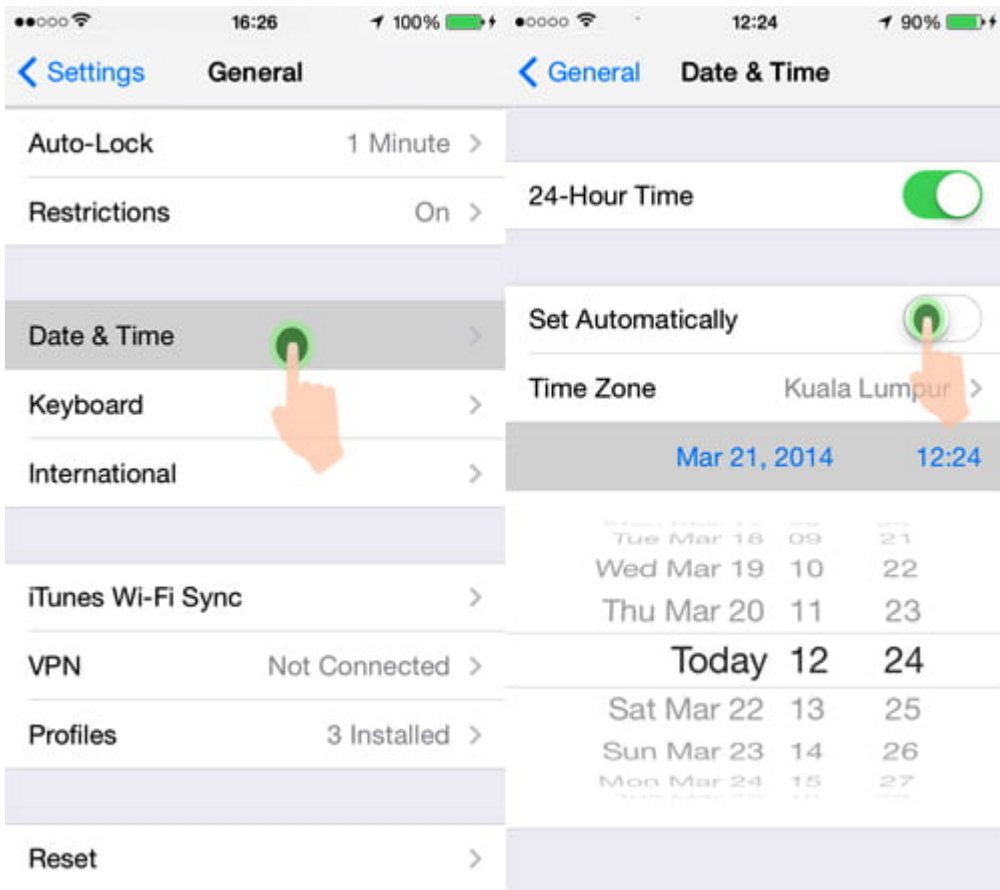 16:26
100%
Settings
General
Auto-Lock
1 Minute
Restrictions
On
Date & Time
Keyboard
International
iTunes Wi-Fi Sync
VPN
Not Connected
Profiles
3 Installed
Reset
12:24
90%
General
Date & Time
24-Hour Time
Set Automatically
Time Zone
Kuala Lumpur
Mar 21, 2014 12:24
Tue Mar 18 09 21
Wed Mar 19 10 22
Thu Mar 20 11 23
Today 12 24
Sat Mar 22 13 25
Sun Mar 23 14 26
Mon Mar 24 15 27